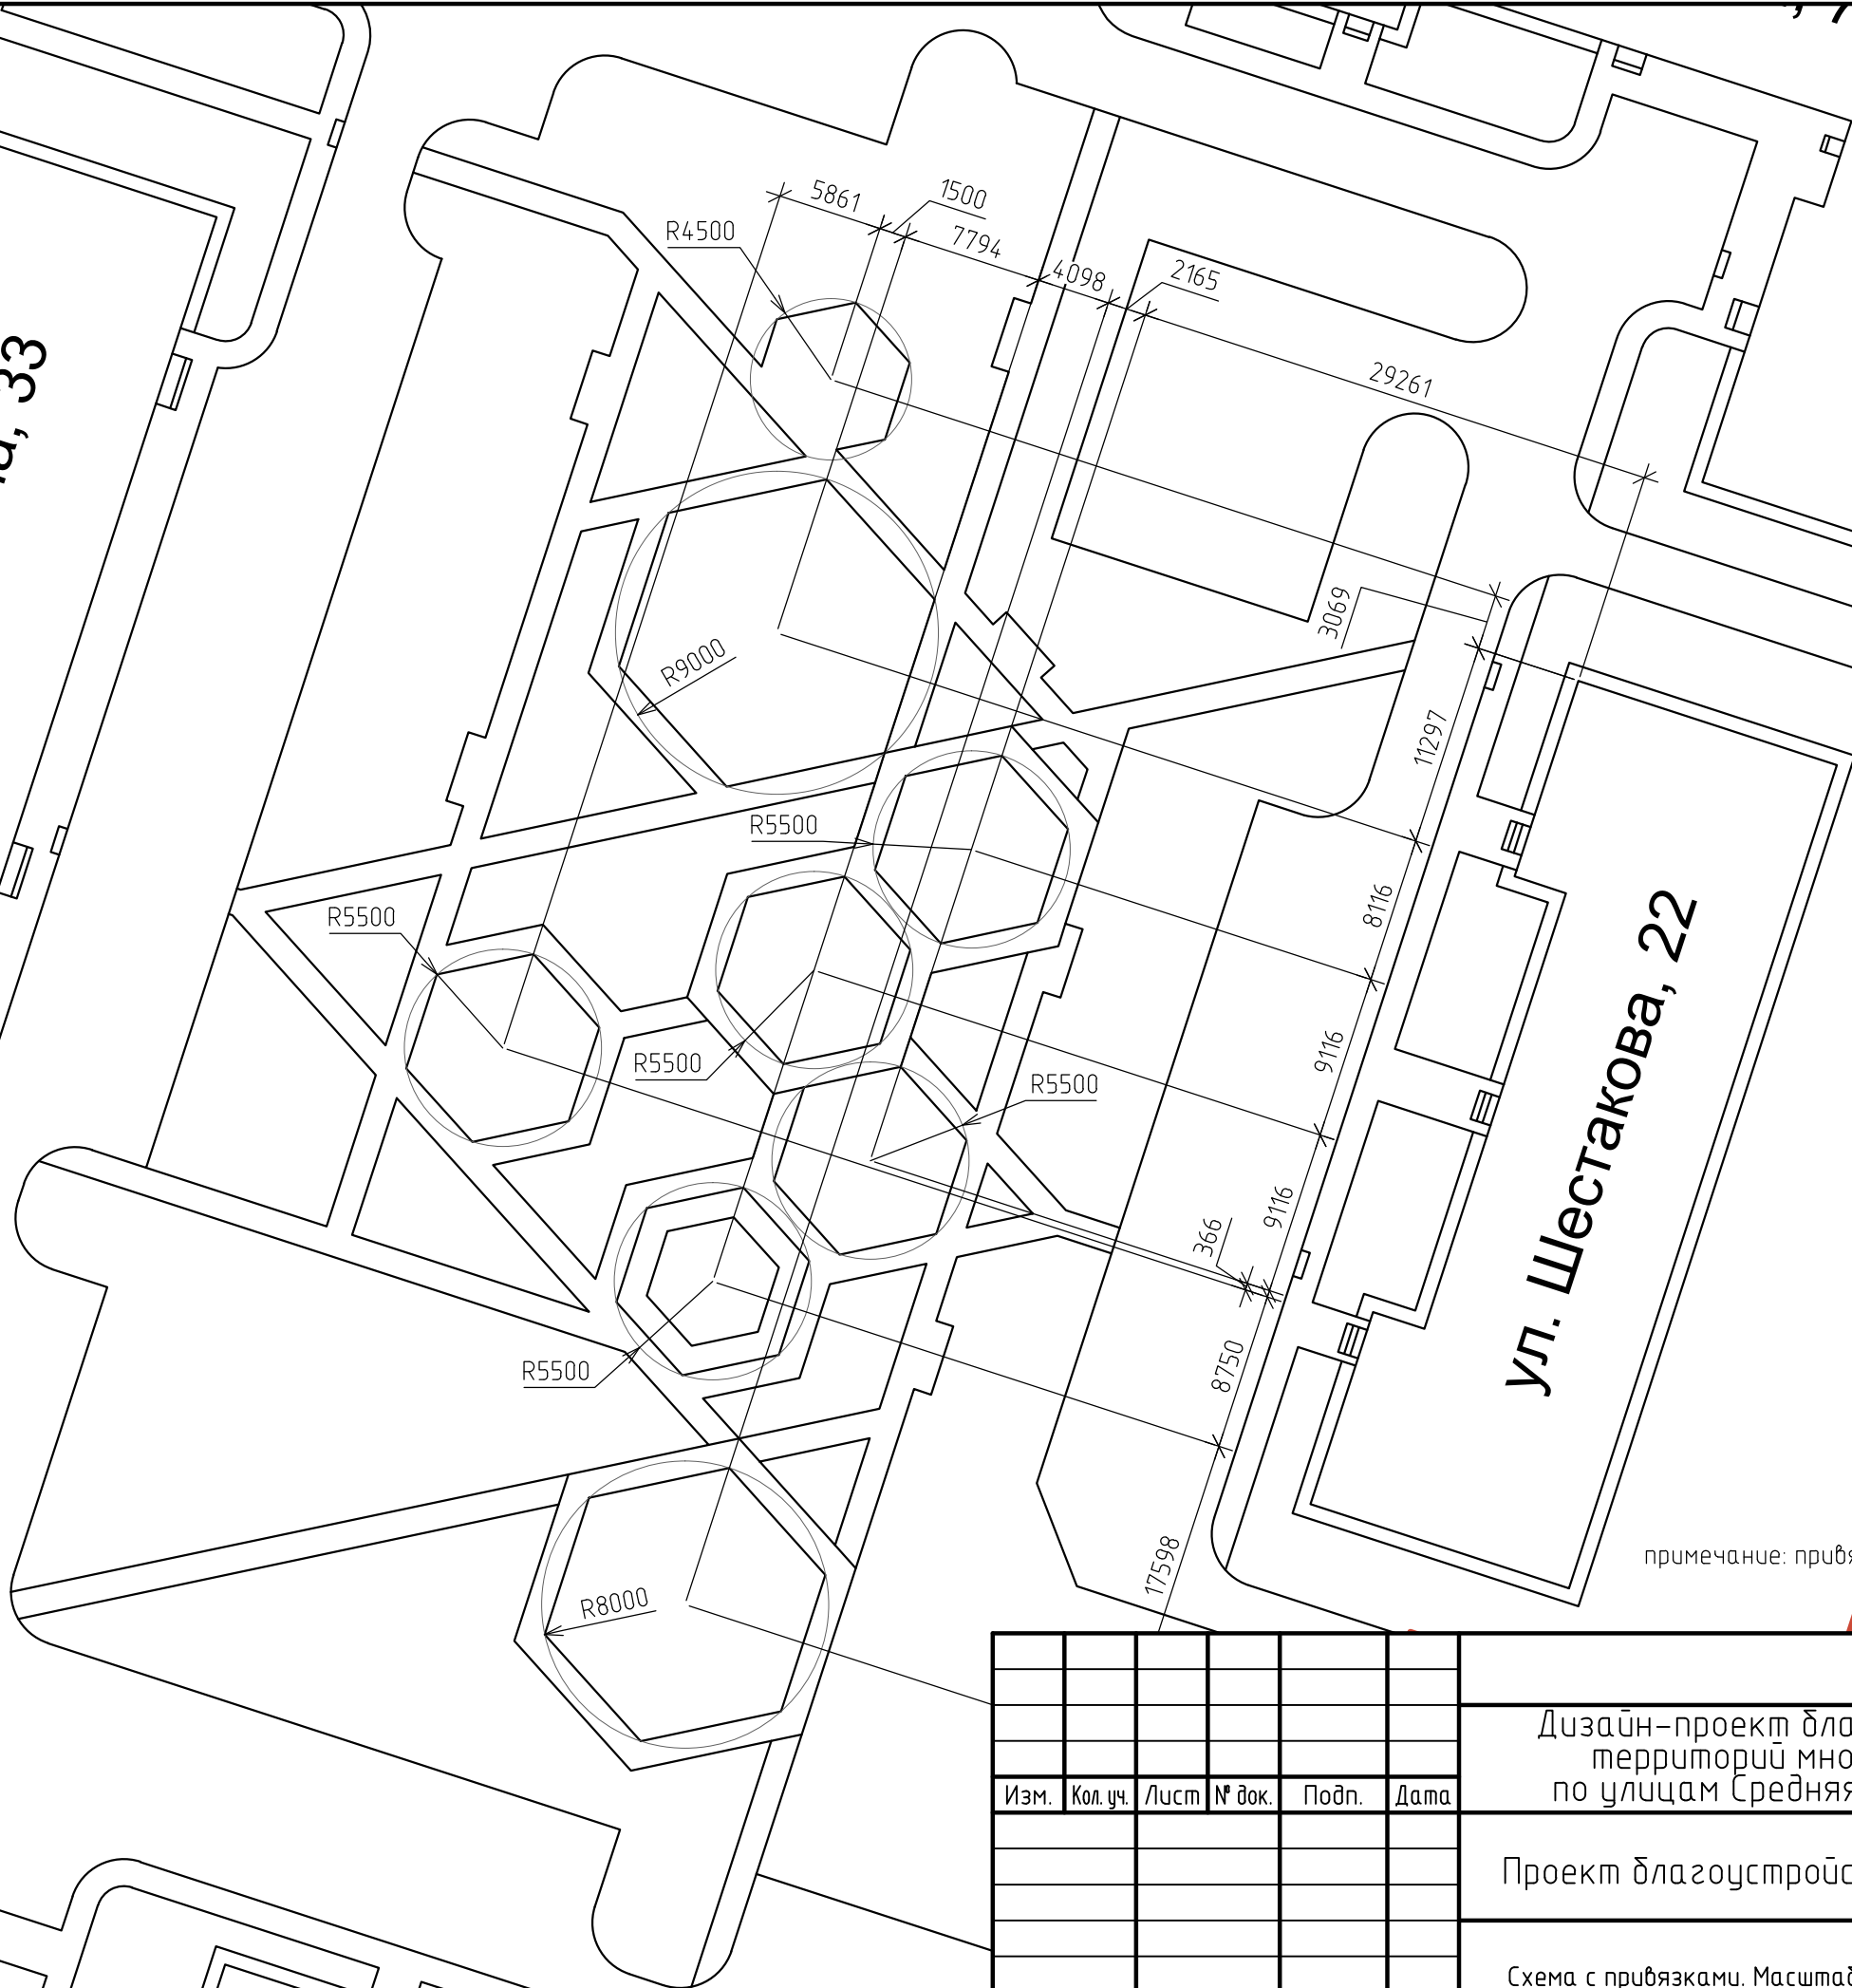 33
5861
1500
R4500
7794
4098
2165
29261
3069
R9000
11297
R5500
8116
R5500
9116
R5500
R5500
9116
366
8750
R5500
ул. Шестакова, 22
17598
R8000
примечание: привя
Дизайн-проект бла
территорий мно
по улицам Средняя
Изм. Кол. уч. Лист № док. Подп. Дата
Проект благоустройс
Схема с привязками. Масштаб